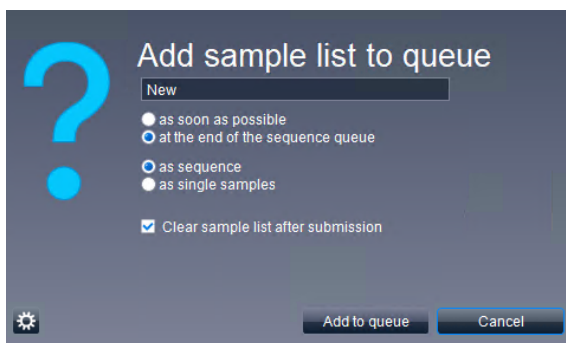 Add sample list to queue
New
as soon as possible
at the end of the sequence queue
as sequence
as single samples
Clear sample list after submission
Add to queue
Cancel